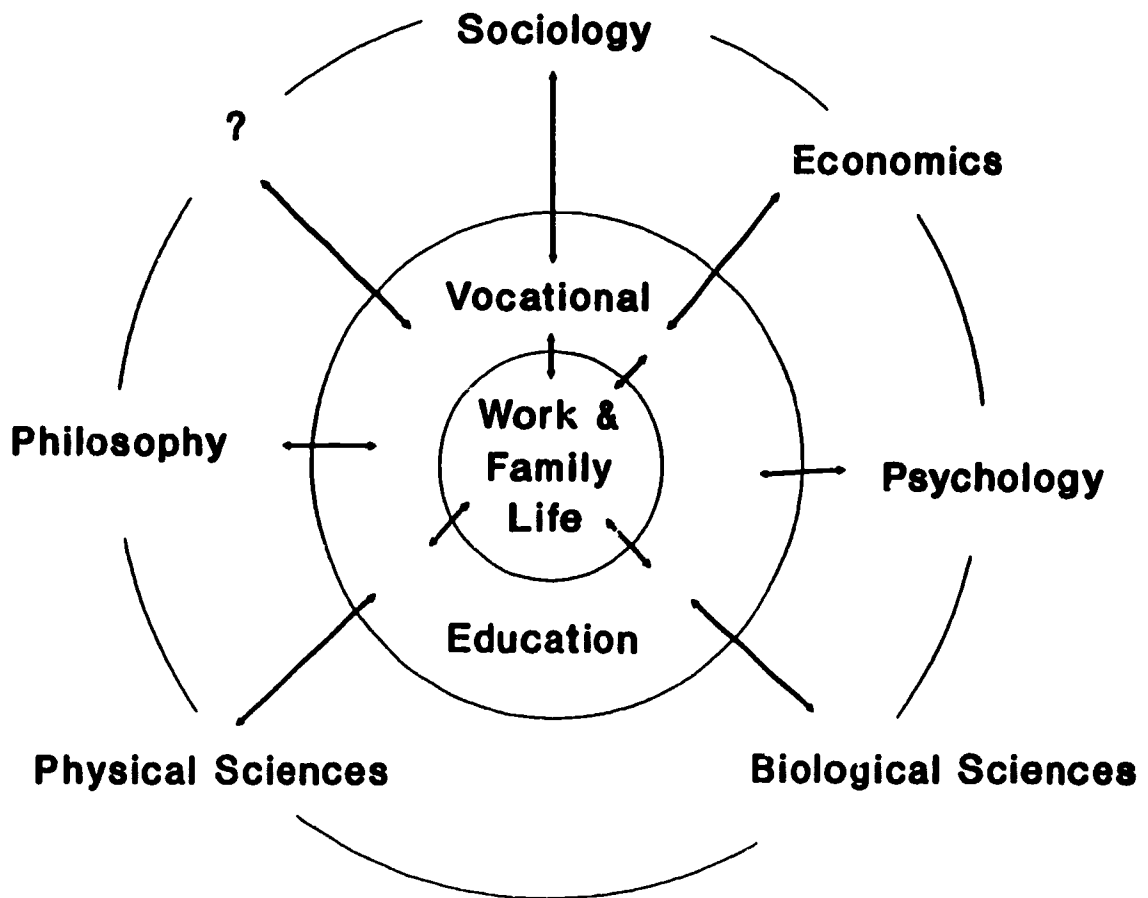 Sociology
?
Economics
Vocational
Work &
Family
Life
Philosophy
Psychology
Education
Physical Sciences
Biological Sciences